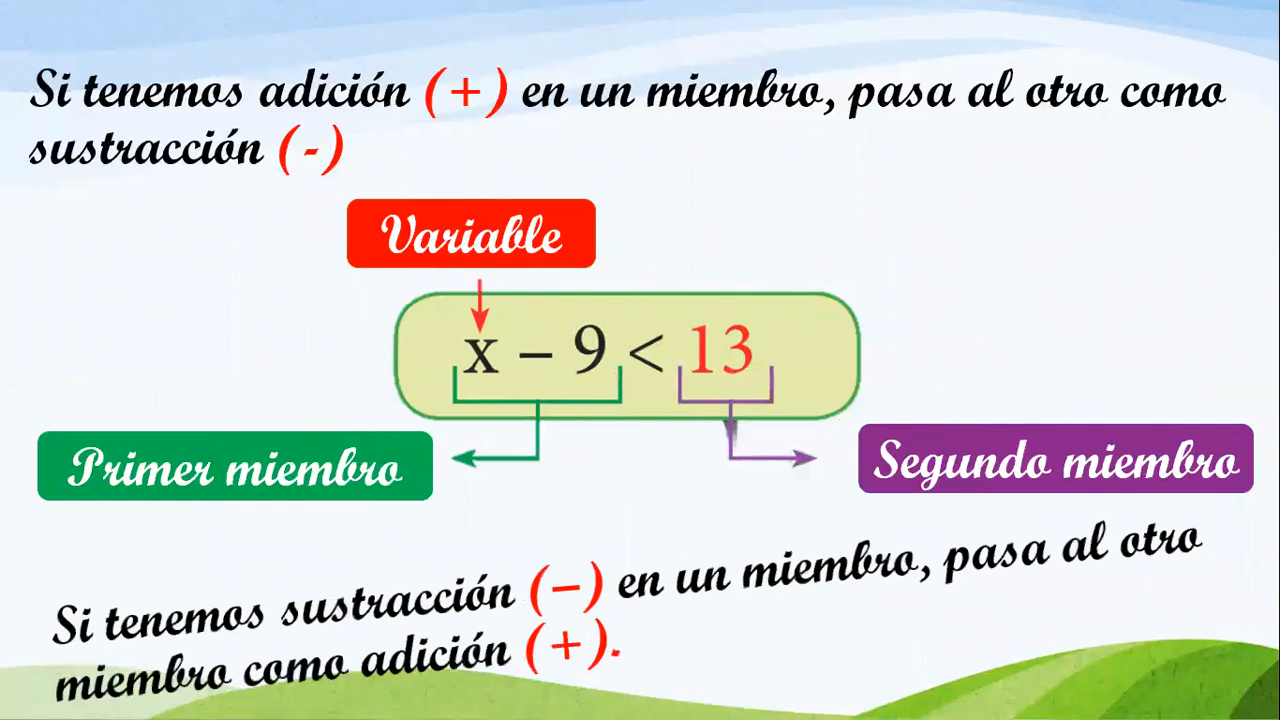 Si tenemos adición (+) en un miembro, pasa al otro como
sustracción (-)
Variable
x – 9 < 13
Primer miembro
Segundo miembro
Si tenemos sustracción (–) en un miembro, pasa al otro
miembro como adición (+).